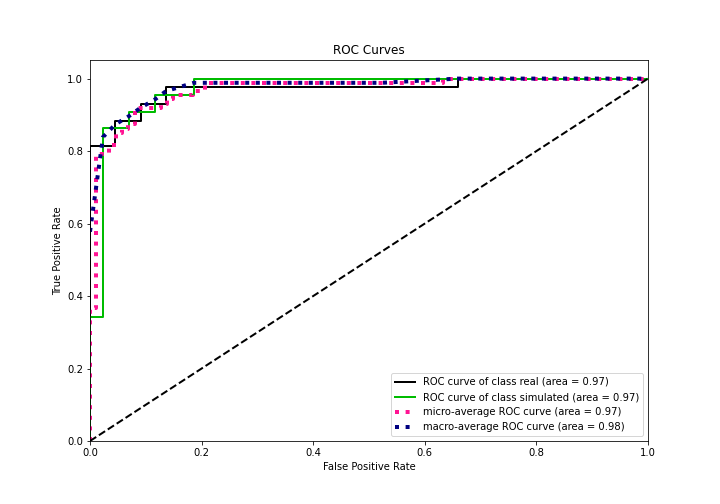 ROC Curves
True Positive Rate
1.0
0.8
0.6
0.4
0.2
0.0
0.0 0.2 0.4 0.6 0.8 1.0
False Positive Rate
ROC curve of class real (area = 0.97)
ROC curve of class simulated (area = 0.97)
micro-average ROC curve (area = 0.97)
macro-average ROC curve (area = 0.98)